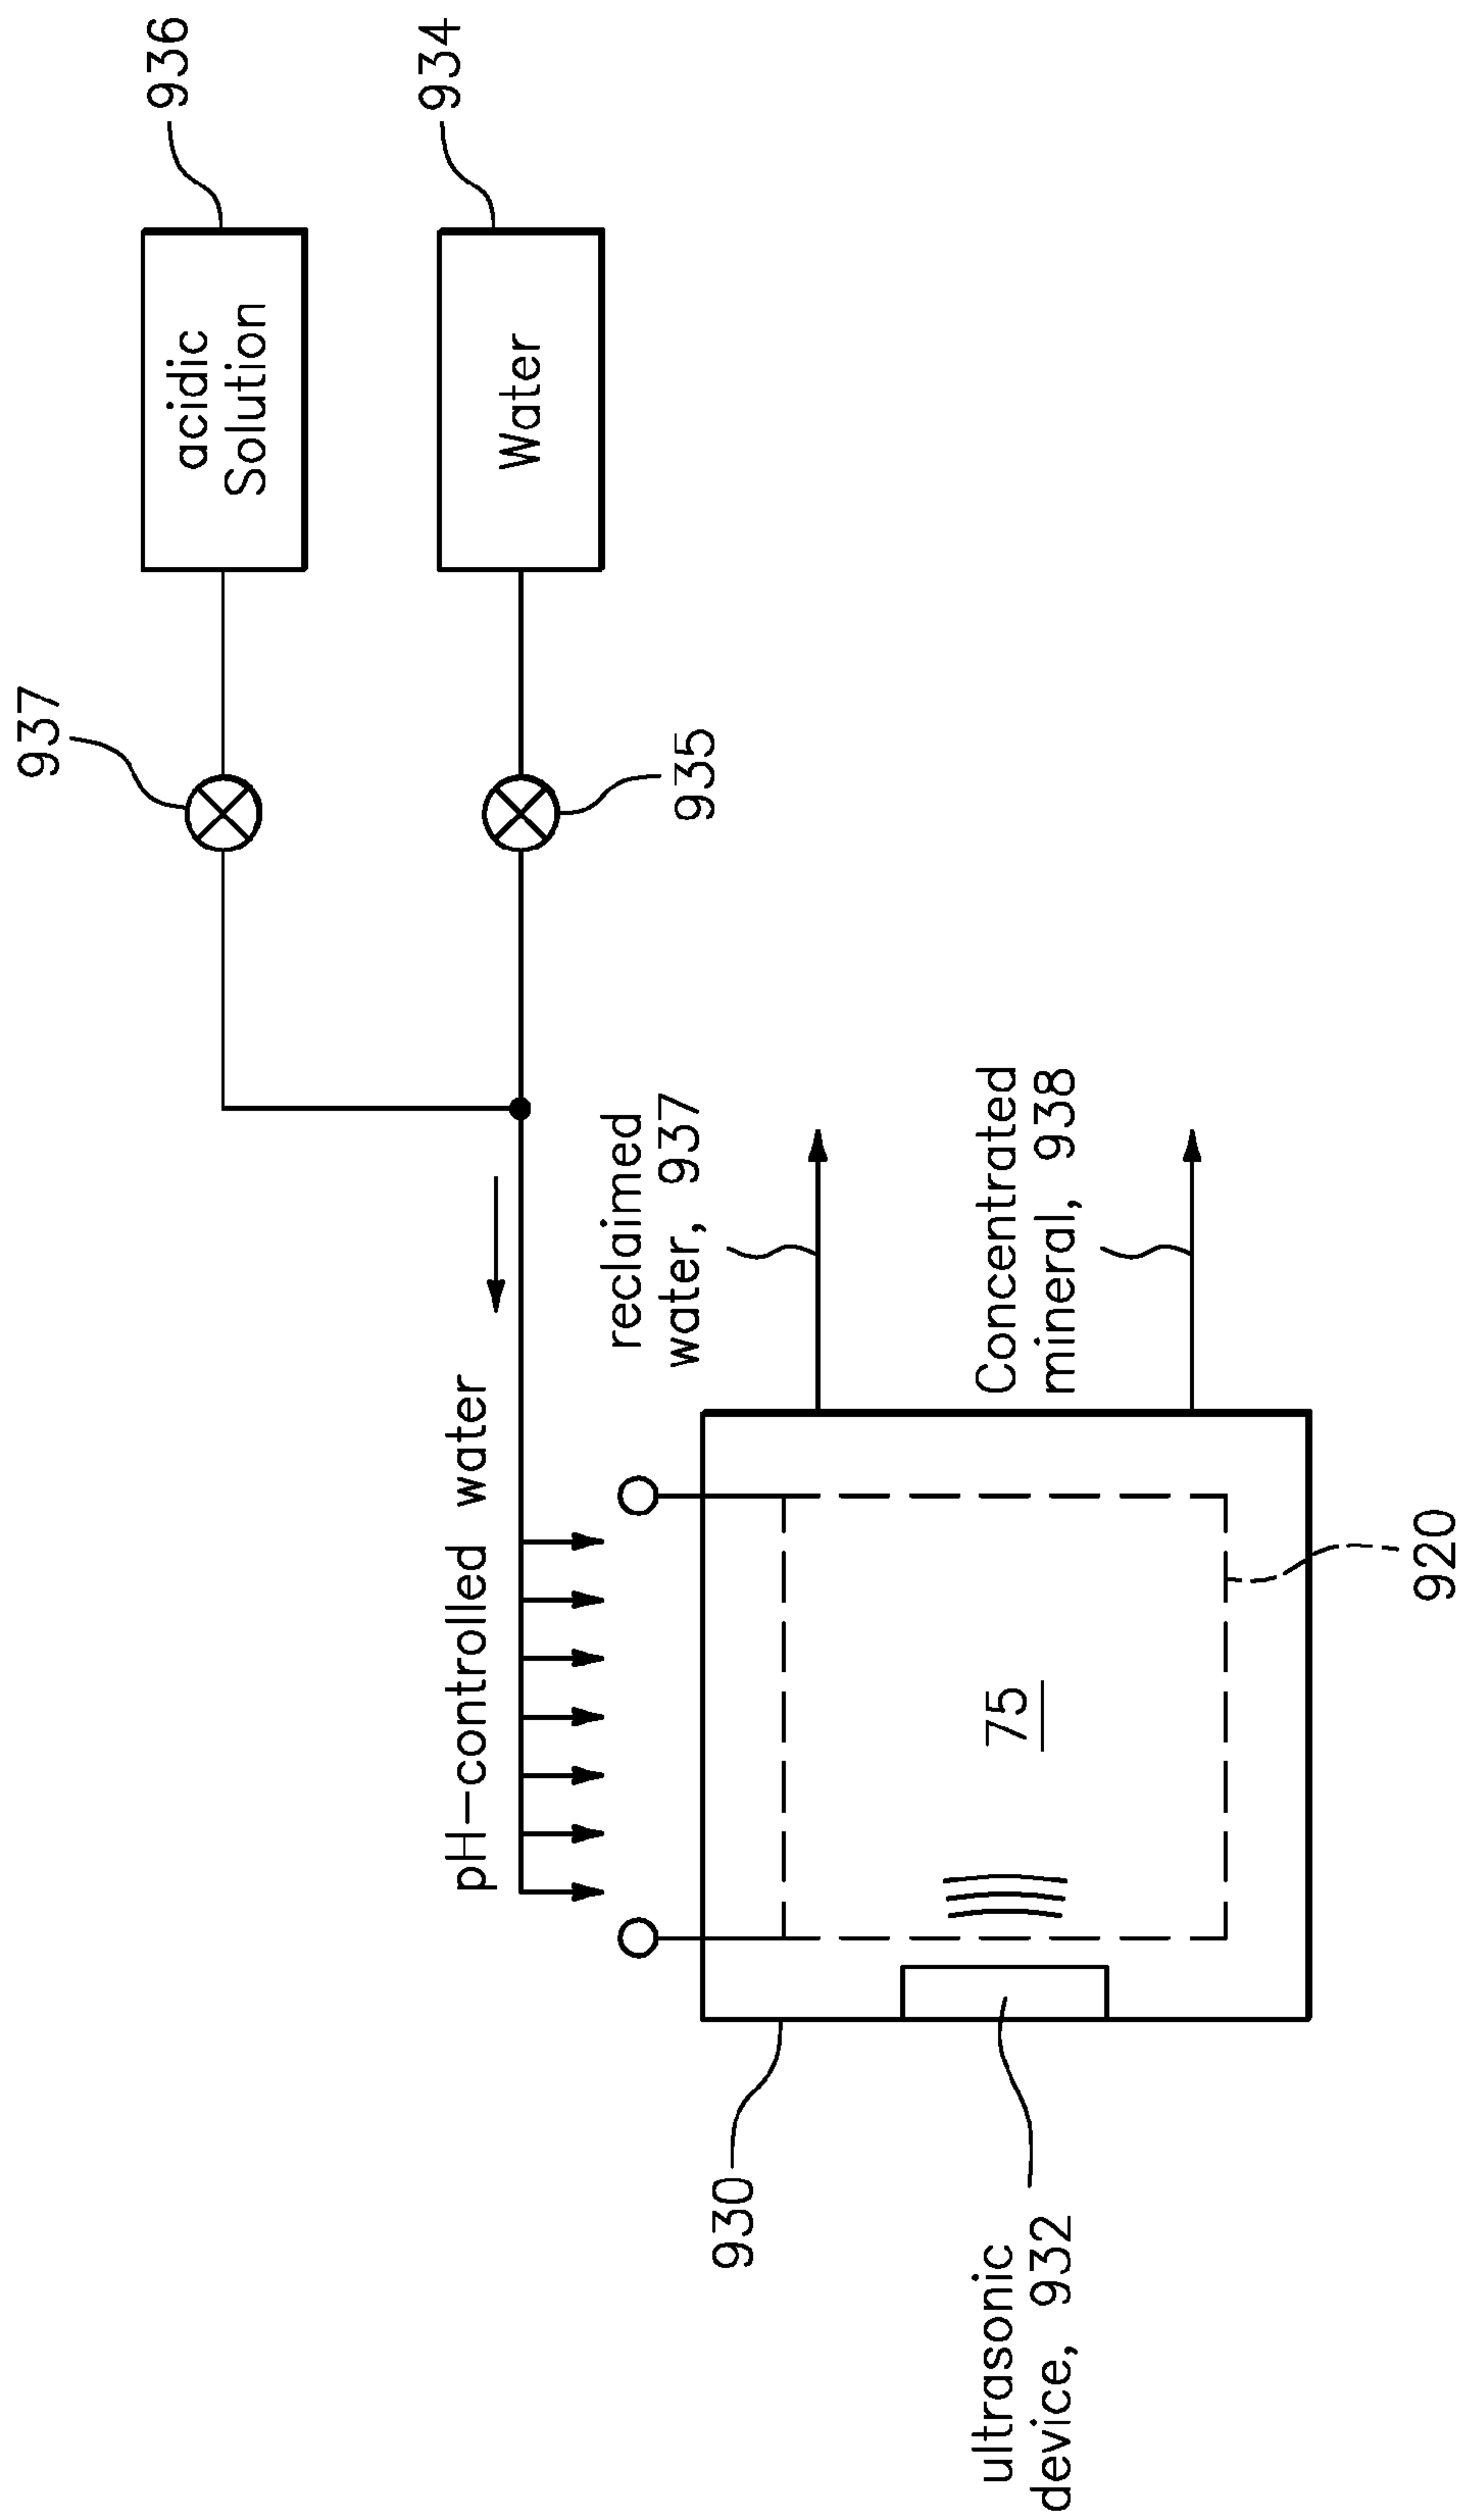 936
acidic
Solution
934
Water
937
935
pH-controlled water
reclaimed
water, 937
Concentrated
mineral, 938
75
920
930
ultrasonic
device, 932